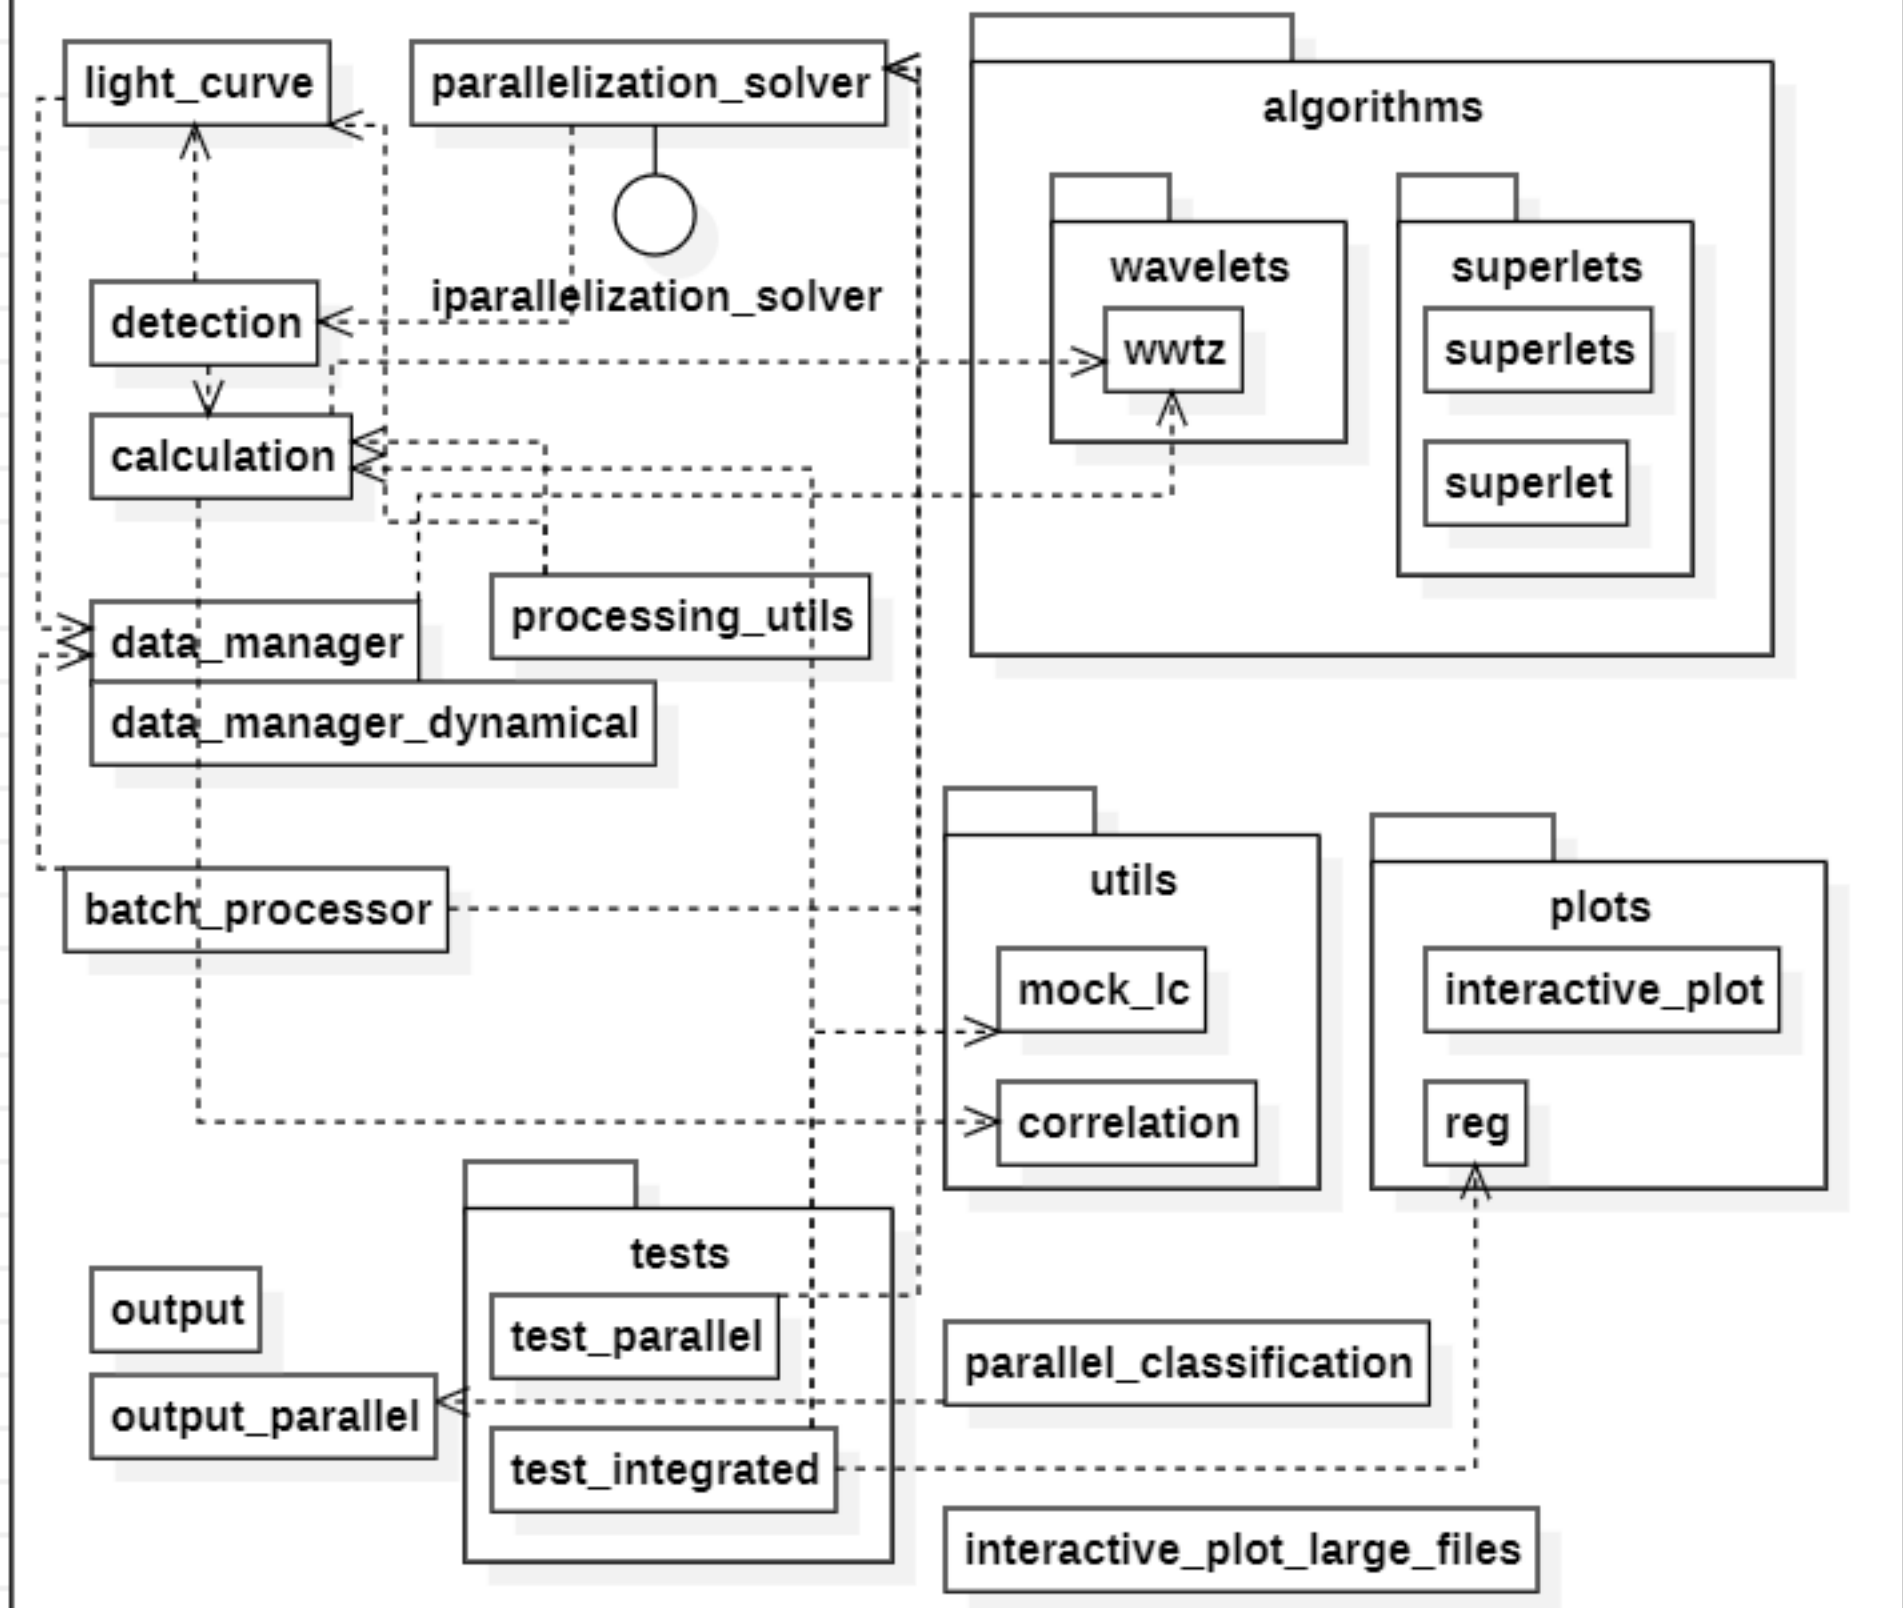 light_curve
parallelization_solver
algorithms
iparallelization_solver
wavelets
wwtz
superlets
superlets
superlet
detection
calculation
processing_utils
data_manager
data_manager_dynamical
batch_processor
utils
mock_lc
correlation
plots
interactive_plot
reg
tests
test_parallel
test_integrated
output
output_parallel
parallel_classification
interactive_plot_large_files